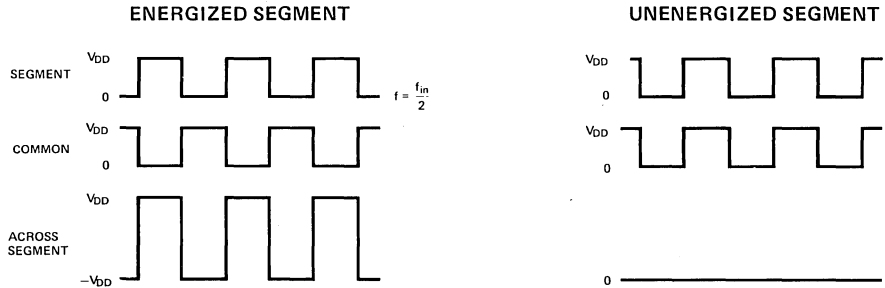 ENERGIZED SEGMENT
UNENERGIZED SEGMENT
SEGMENT
VDD
0
f = fin/2
VDD
0
COMMON
VDD
0
VDD
0
ACROSS
SEGMENT
VDD
−VDD
0